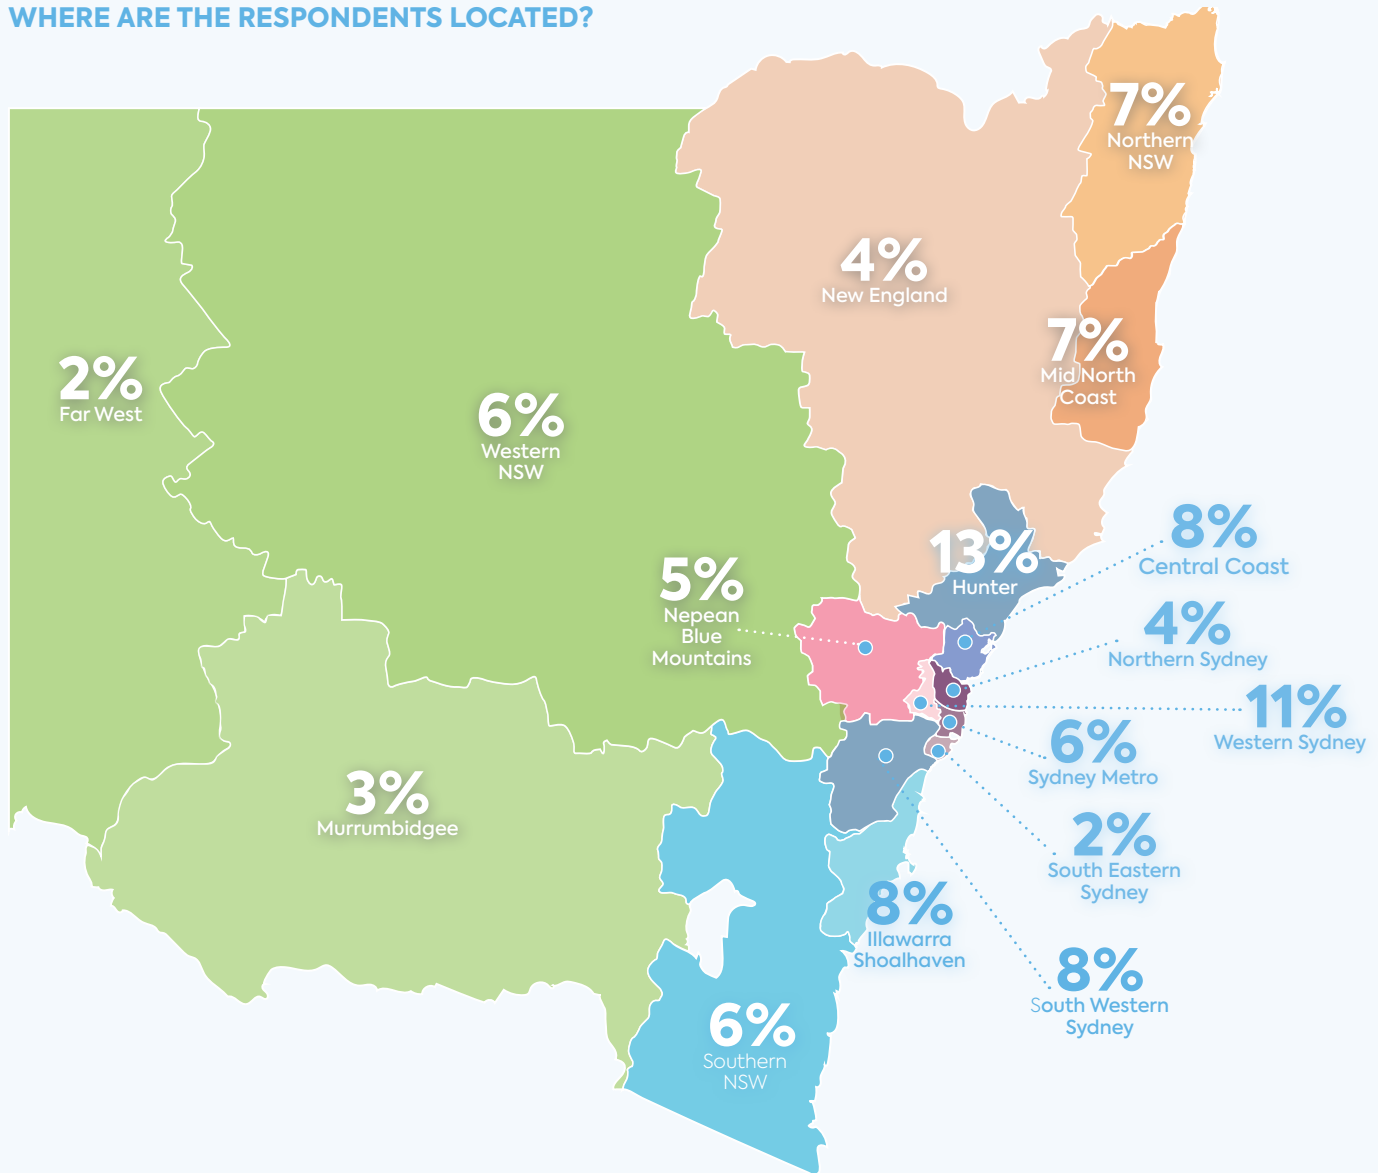 WHERE ARE THE RESPONDENTS LOCATED?
7%
Northern
NSW
4%
New England
7%
Mid North
Coast
2%
Far West
6%
Western
NSW
13%
Hunter
8%
Central Coast
5%
Nepean
Blue
Mountains
4%
Northern Sydney
11%
Western Sydney
6%
Sydney Metro
3%
Murrumbidgee
2%
South Eastern
Sydney
8%
Illawarra
Shoalhaven
8%
South Western
Sydney
6%
Southern
NSW